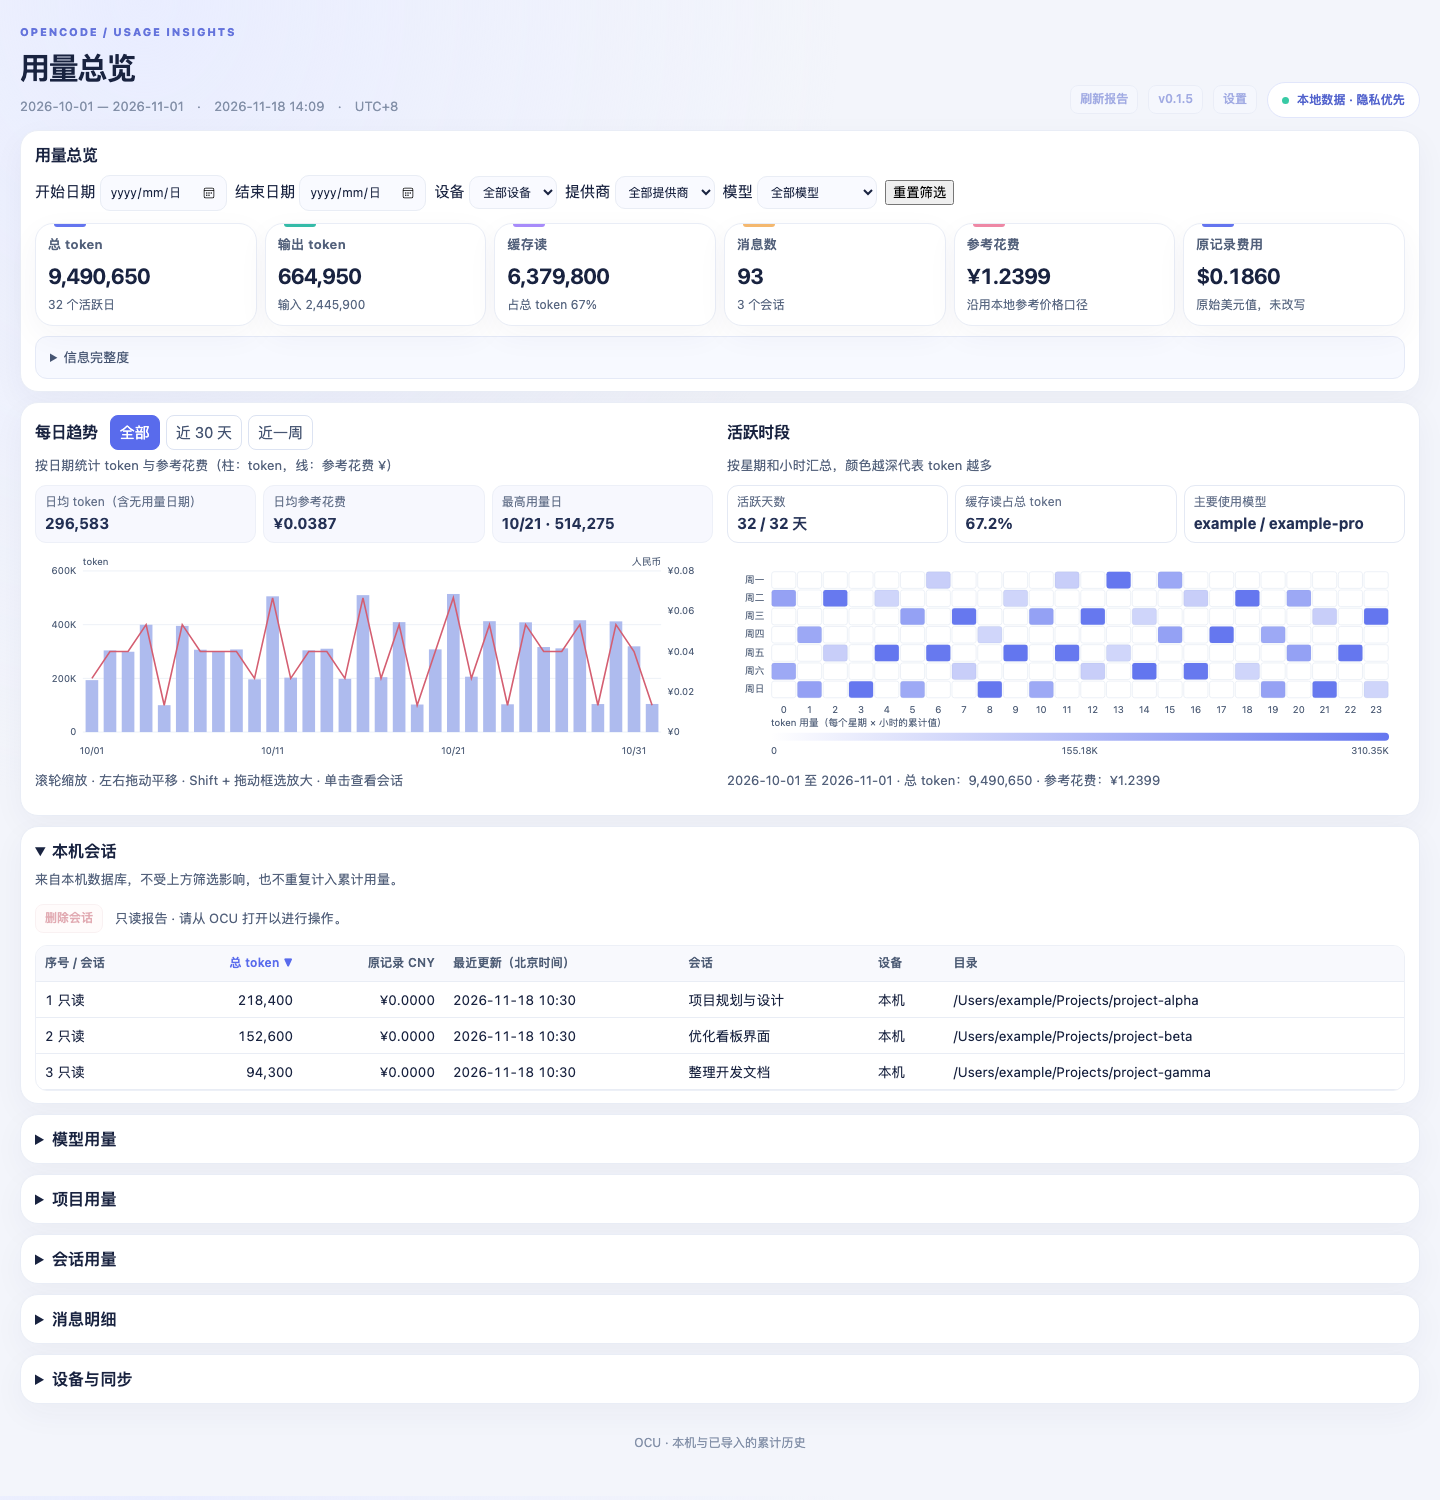 OPENCODE / USAGE INSIGHTS
用量总览
2026-10-01 — 2026-11-01 · 2026-11-18 14:09 · UTC+8
刷新报告 v0.1.5 设置 本地数据 · 隐私优先
用量总览
开始日期 yyyy/mm/日 结束日期 yyyy/mm/日 设备 全部设备 提供商 全部提供商 模型 全部模型 重置筛选
总 token
9,490,650
32 个活跃日
输出 token
664,950
输入 2,445,900
缓存读
6,379,800
占总 token 67%
消息数
93
3 个会话
参考花费
¥1.2399
沿用本地参考价格口径
原记录费用
$0.1860
原始美元值，未改写
▶ 信息完整度
每日趋势 全部 近 30 天 近一周
按日期统计 token 与参考花费（柱：token，线：参考花费 ¥）
日均 token（含无用量日期）
296,583
日均参考花费
¥0.0387
最高用量日
10/21 · 514,275
token 人民币
600K ¥0.08
¥0.06
400K
¥0.04
200K
¥0.02
0 ¥0
10/01 10/11 10/21 10/31
滚轮缩放 · 左右拖动平移 · Shift + 拖动框选放大 · 单击查看会话
活跃时段
按星期和小时汇总，颜色越深代表 token 越多
活跃天数
32 / 32 天
缓存读占总 token
67.2%
主要使用模型
example / example-pro
周一
周二
周三
周四
周五
周六
周日
0 1 2 3 4 5 6 7 8 9 10 11 12 13 14 15 16 17 18 19 20 21 22 23
token 用量（每个星期 × 小时的累计值）
0 155.18K 310.35K
2026-10-01 至 2026-11-01 · 总 token：9,490,650 · 参考花费：¥1.2399
▼ 本机会话
来自本机数据库，不受上方筛选影响，也不重复计入累计用量。
删除会话 只读报告 · 请从 OCU 打开以进行操作。
序号 / 会话 总 token ▼ 原记录 CNY 最近更新（北京时间） 会话 设备 目录
1 只读 218,400 ¥0.0000 2026-11-18 10:30 项目规划与设计 本机 /Users/example/Projects/project-alpha
2 只读 152,600 ¥0.0000 2026-11-18 10:30 优化看板界面 本机 /Users/example/Projects/project-beta
3 只读 94,300 ¥0.0000 2026-11-18 10:30 整理开发文档 本机 /Users/example/Projects/project-gamma
▶ 模型用量
▶ 项目用量
▶ 会话用量
▶ 消息明细
▶ 设备与同步
OCU · 本机与已导入的累计历史